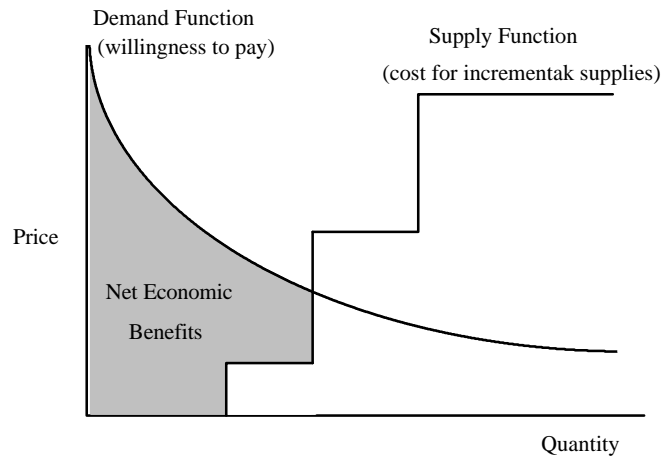 Demand Function
(willingness to pay)
Supply Function
(cost for incrementak supplies)
Price
Net Economic
Benefits
Quantity